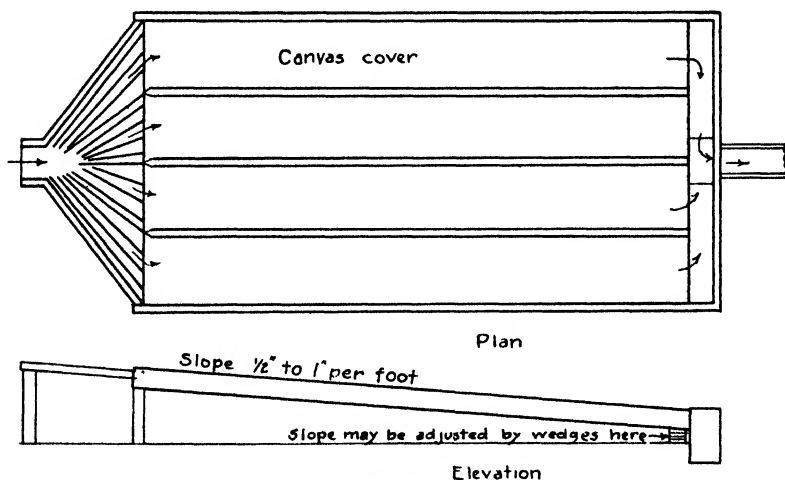 Canvas cover
Plan
Slope ½" to 1" per foot
Slope may be adjusted by wedges here
Elevation